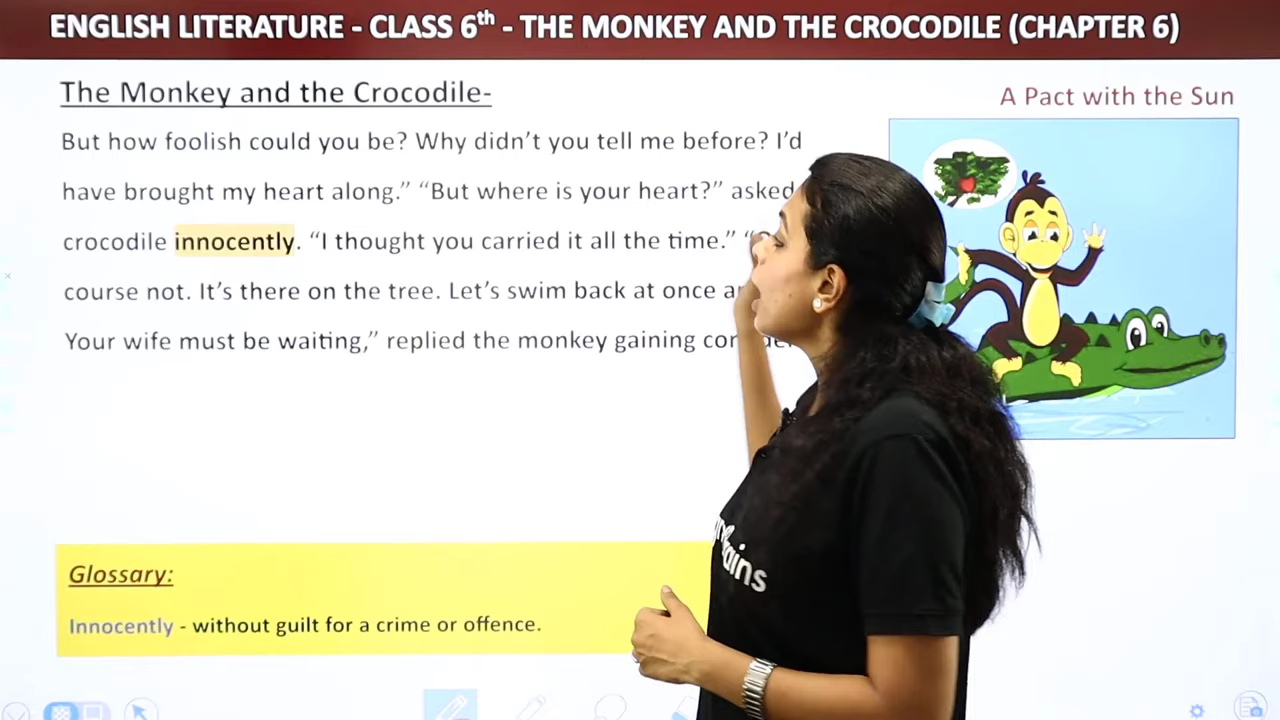 ENGLISH LITERATURE - CLASS 6th - THE MONKEY AND THE CROCODILE (CHAPTER 6)
The Monkey and the Crocodile-
A Pact with the Sun
But how foolish could you be? Why didn’t you tell me before? I’d
have brought my heart along.” “But where is your heart?” asked
crocodile innocently. “I thought you carried it all the time.” “
course not. It’s there on the tree. Let’s swim back at once
Your wife must be waiting,” replied the monkey gaining
Glossary:
Innocently - without guilt for a crime or offence.